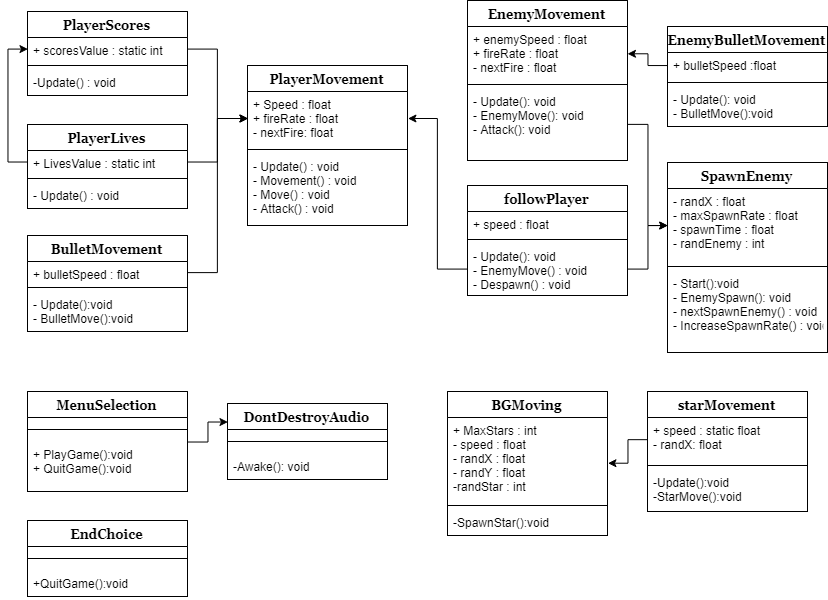 PlayerScores
+ scoresValue : static int
-Update() : void
PlayerLives
+ LivesValue : static int
- Update() : void
BulletMovement
+ bulletSpeed : float
- Update():void
- BulletMove():void
PlayerMovement
+ Speed : float
+ fireRate : float
- nextFire: float
- Update() : void
- Movement() : void
- Move() : void
- Attack() : void
EnemyMovement
+ enemySpeed : float
+ fireRate : float
- nextFire : float
- Update(): void
- EnemyMove(): void
- Attack(): void
followPlayer
+ speed : float
- Update(): void
- EnemyMove() : void
- Despawn() : void
EnemyBulletMovement
+ bulletSpeed :float
- Update() : void
- BulletMove():void
SpawnEnemy
- randX : float
- maxSpawnRate : float
- spawnTime : float
- randEnemy : int
- Start():void
- EnemySpawn(): void
- nextSpawnEnemy() : void
- IncreaseSpawnRate() : voi
MenuSelection
+ PlayGame():void
+ QuitGame():void
DontDestroyAudio
-Awake(): void
EndChoice
+QuitGame():void
BGMoving
+ MaxStars : int
- speed : float
- randX : float
- randY : float
-randStar : int
-SpawnStar():void
starMovement
+ speed : static float
- randX: float
-Update():void
-StarMove():void